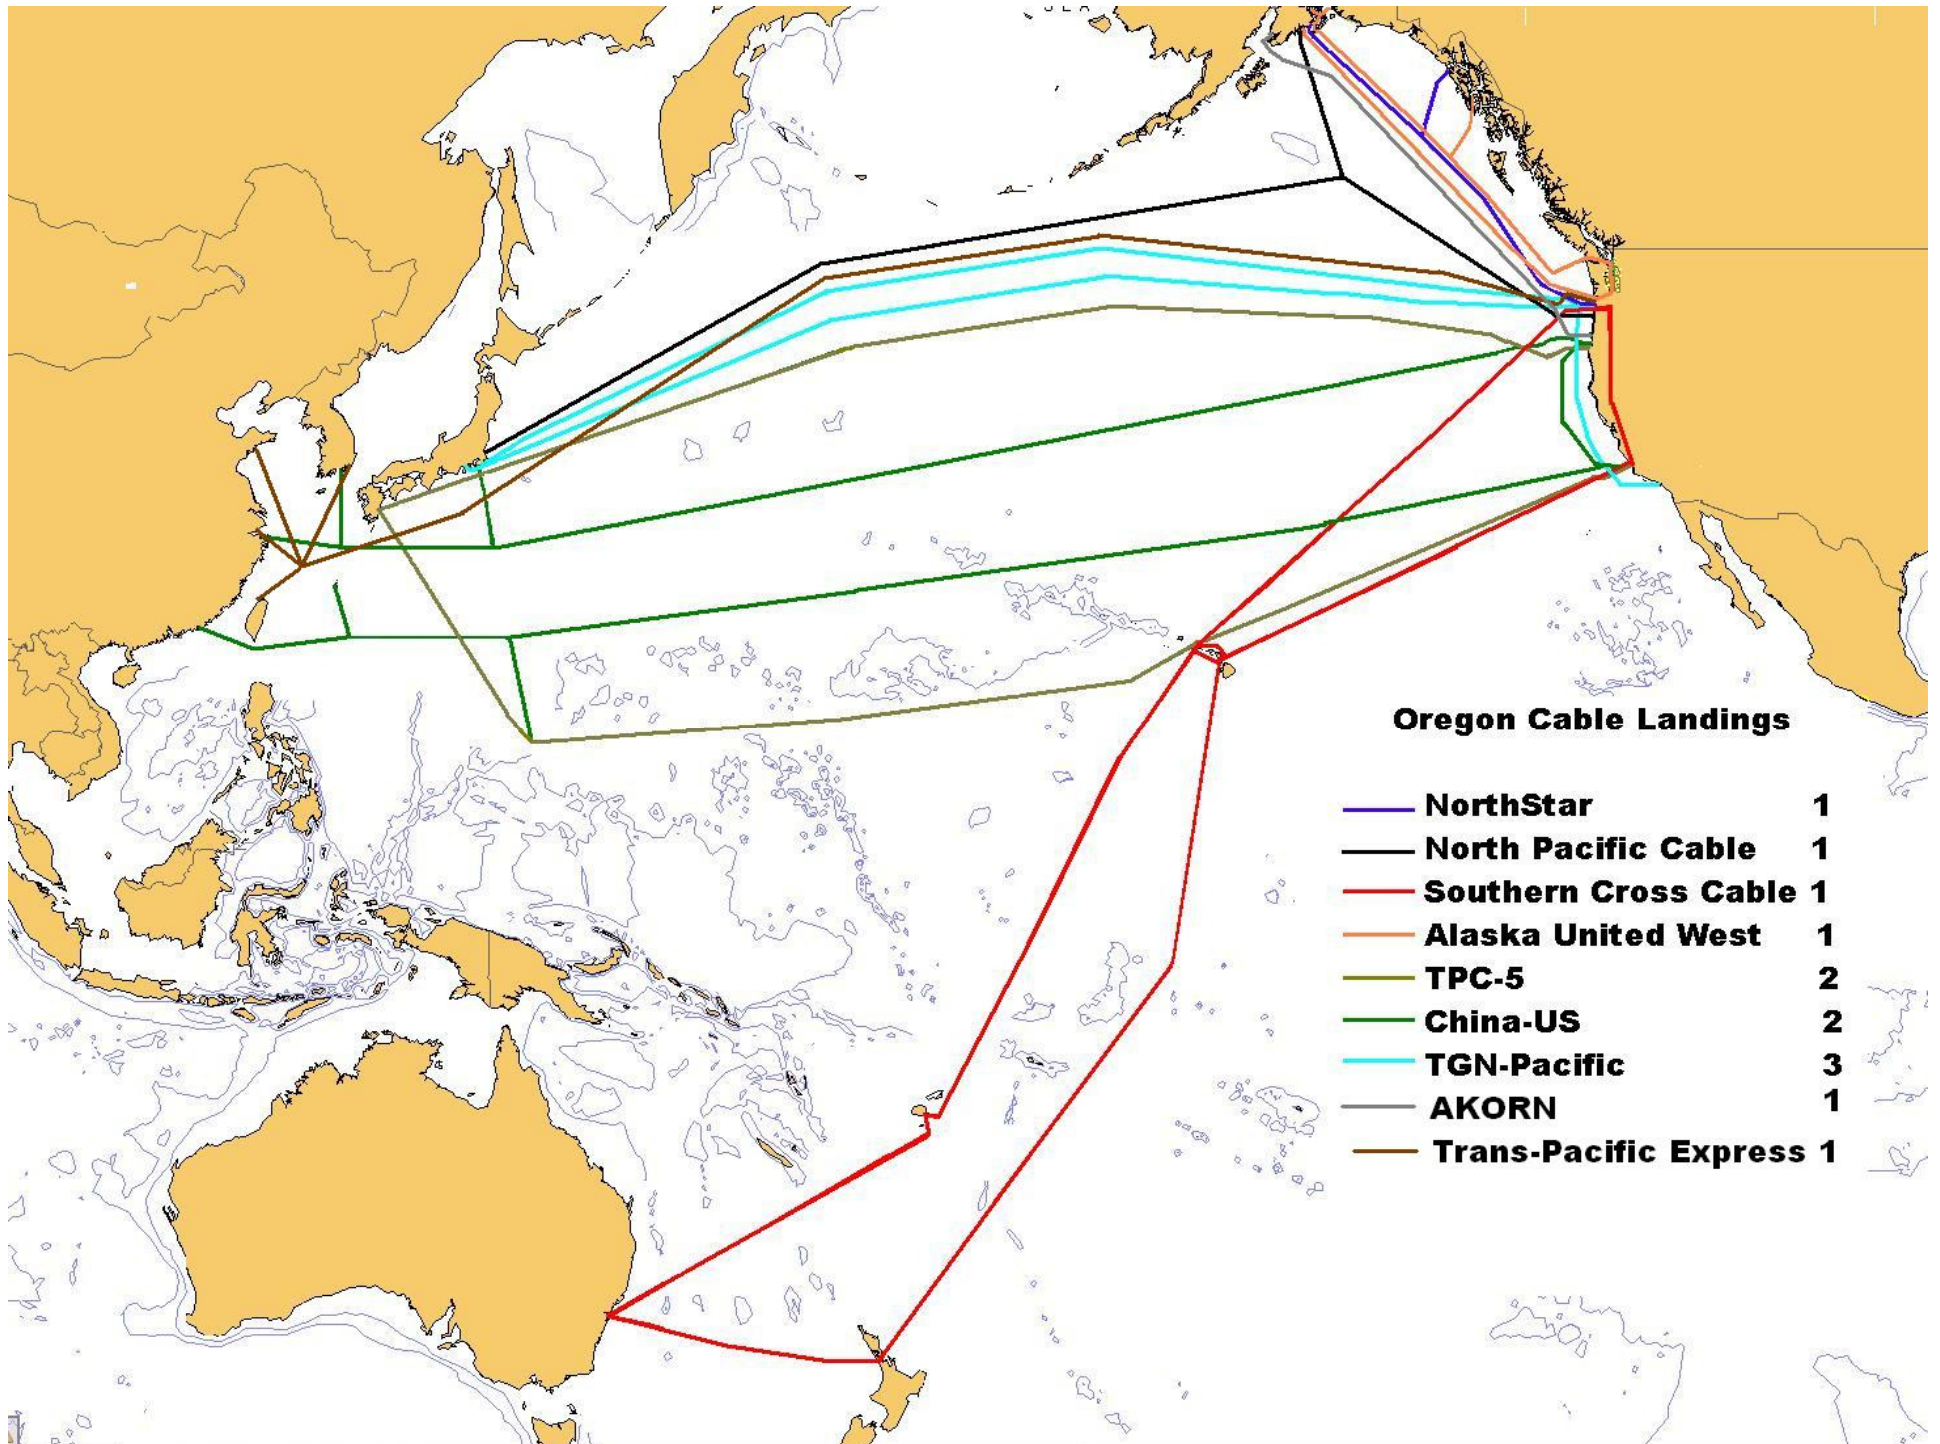 SEA
Oregon Cable Landings
NorthStar 1
North Pacific Cable 1
Southern Cross Cable 1
Alaska United West 1
TPC-5 2
China-US 2
TGN-Pacific 3
AKORN 1
Trans-Pacific Express 1